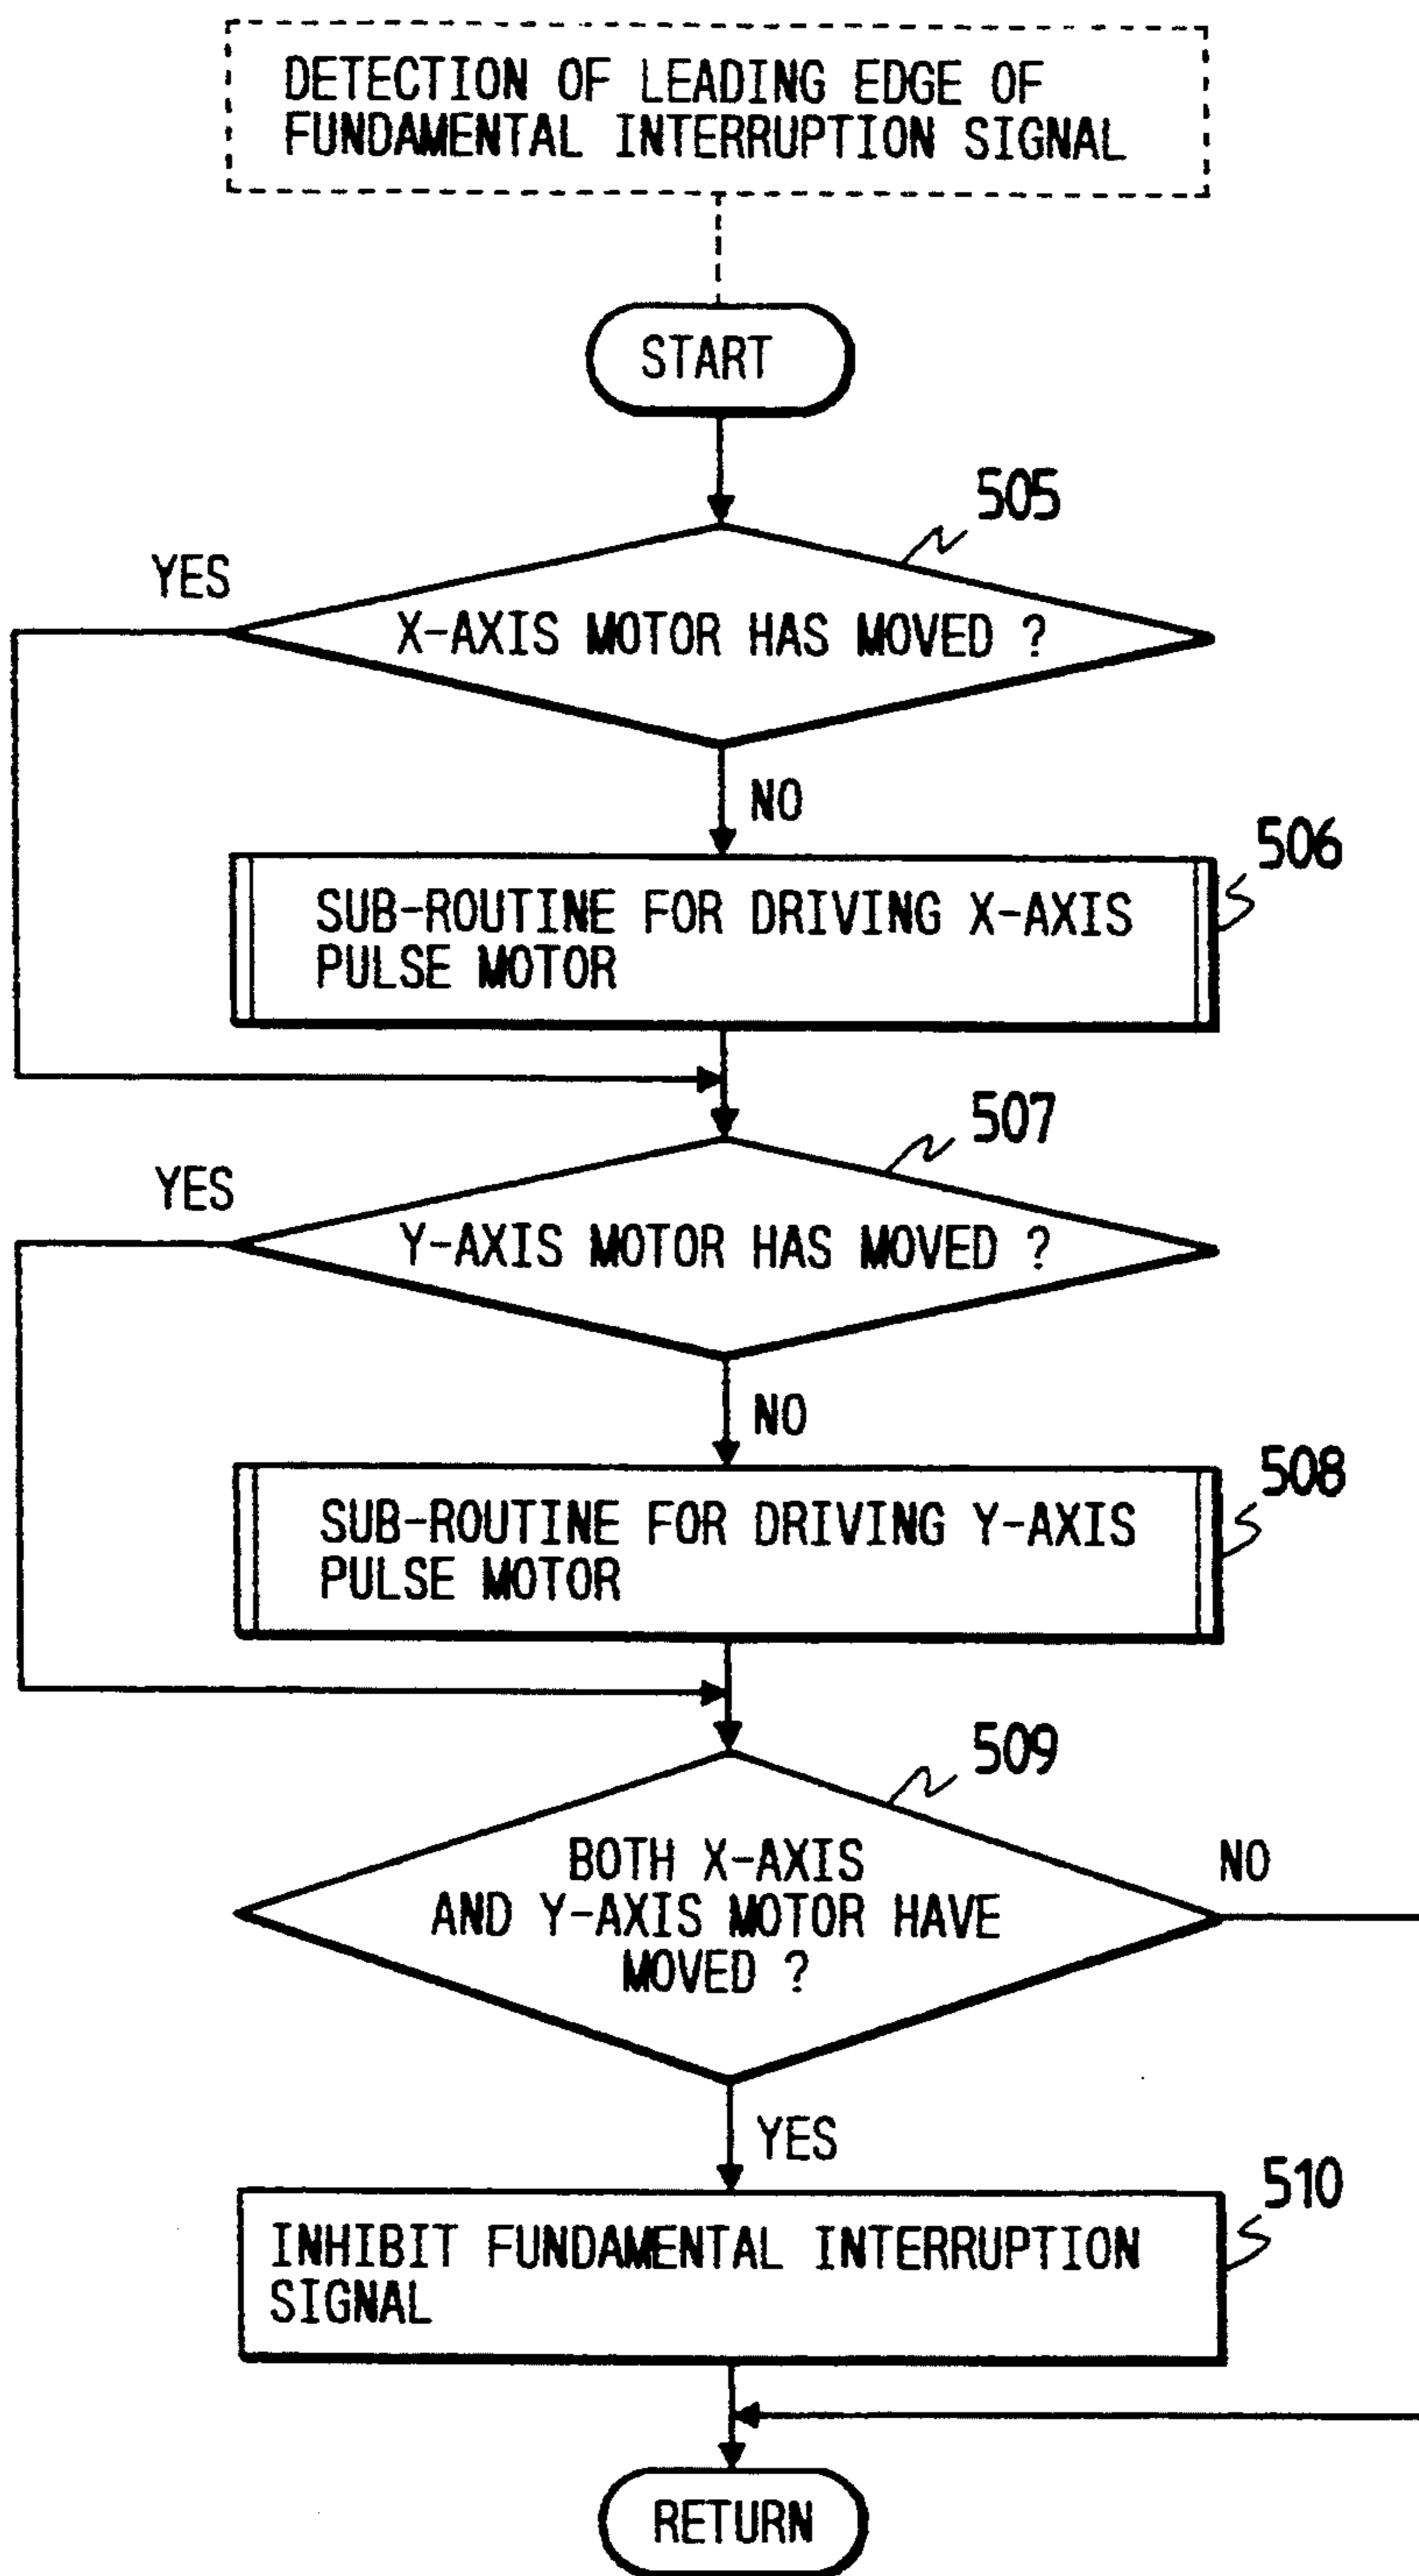 DETECTION OF LEADING EDGE OF
FUNDAMENTAL INTERRUPTION SIGNAL
START
505
YES
X-AXIS MOTOR HAS MOVED ?
NO
506
SUB-ROUTINE FOR DRIVING X-AXIS
PULSE MOTOR
507
YES
Y-AXIS MOTOR HAS MOVED ?
NO
508
SUB-ROUTINE FOR DRIVING Y-AXIS
PULSE MOTOR
509
BOTH X-AXIS
NO
AND Y-AXIS MOTOR HAVE
MOVED ?
YES
510
INHIBIT FUNDAMENTAL INTERRUPTION
SIGNAL
RETURN